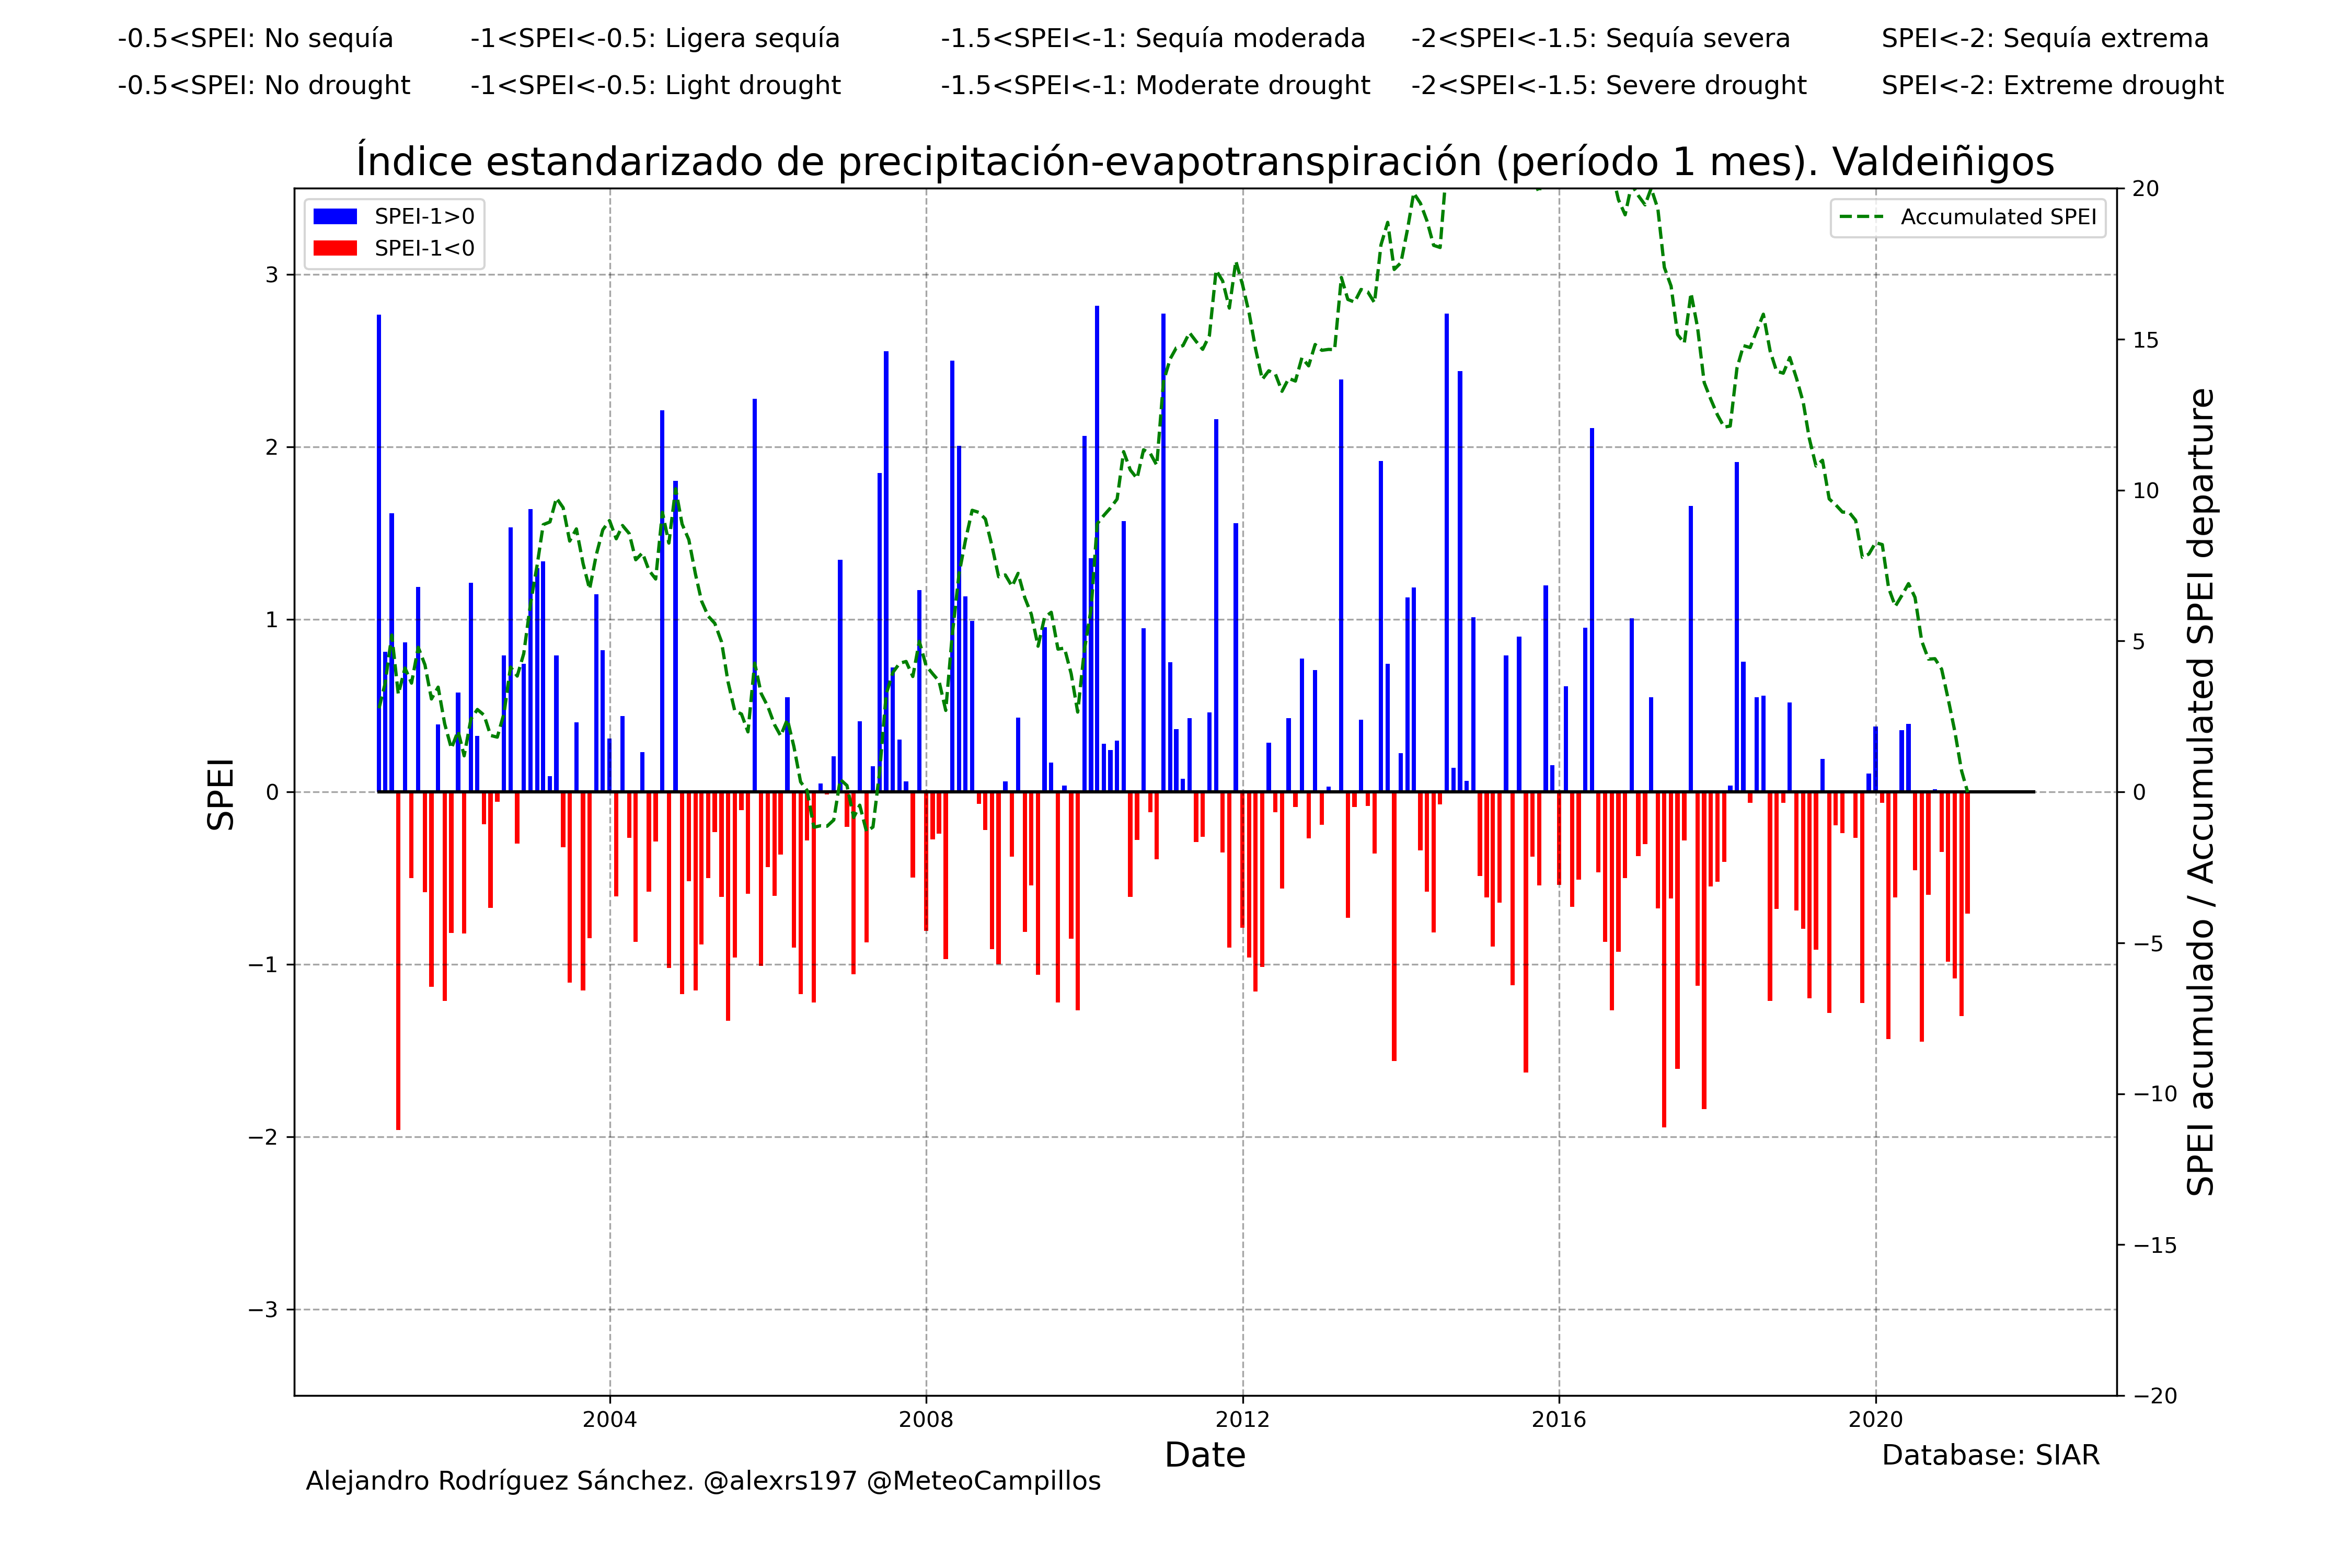 -0.5<SPEI: No sequía -1<SPEI<-0.5: Ligera sequía -1.5<SPEI<-1: Sequía moderada -2<SPEI<-1.5: Sequía severa SPEI<-2: Sequía extrema
-0.5<SPEI: No drought -1<SPEI<-0.5: Light drought -1.5<SPEI<-1: Moderate drought -2<SPEI<-1.5: Severe drought SPEI<-2: Extreme drought
Índice estandarizado de precipitación-evapotranspiración (período 1 mes). Valdeiñigos
SPEI-1>0
SPEI-1<0
Accumulated SPEI
SPEI
3
2
1
0
−1
−2
−3
20
15
10
5
0
−5
−10
−15
−20
SPEI acumulado / Accumulated SPEI departure
2004 2008 2012 2016 2020
Date
Database: SIAR
Alejandro Rodríguez Sánchez. @alexrs197 @MeteoCampillos